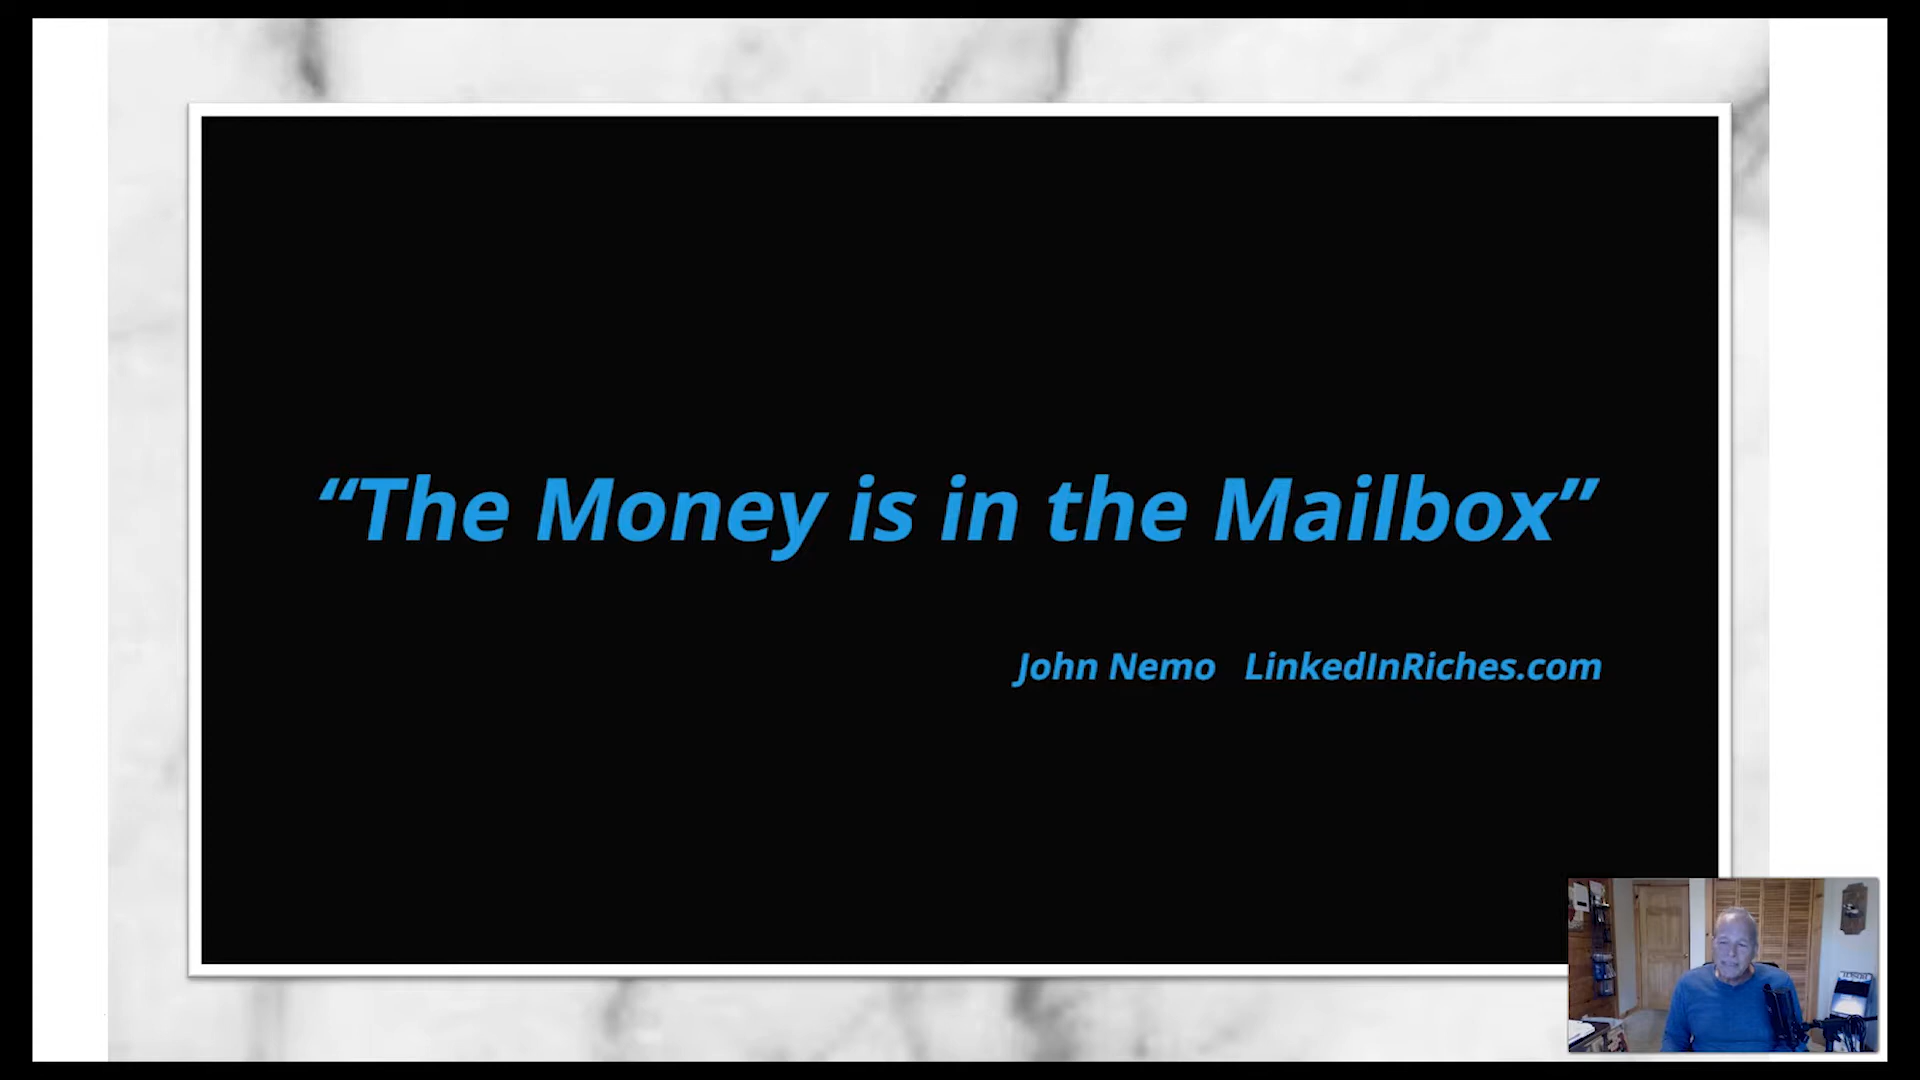 “The Money is in the Mailbox”
John Nemo LinkedInRiches.com